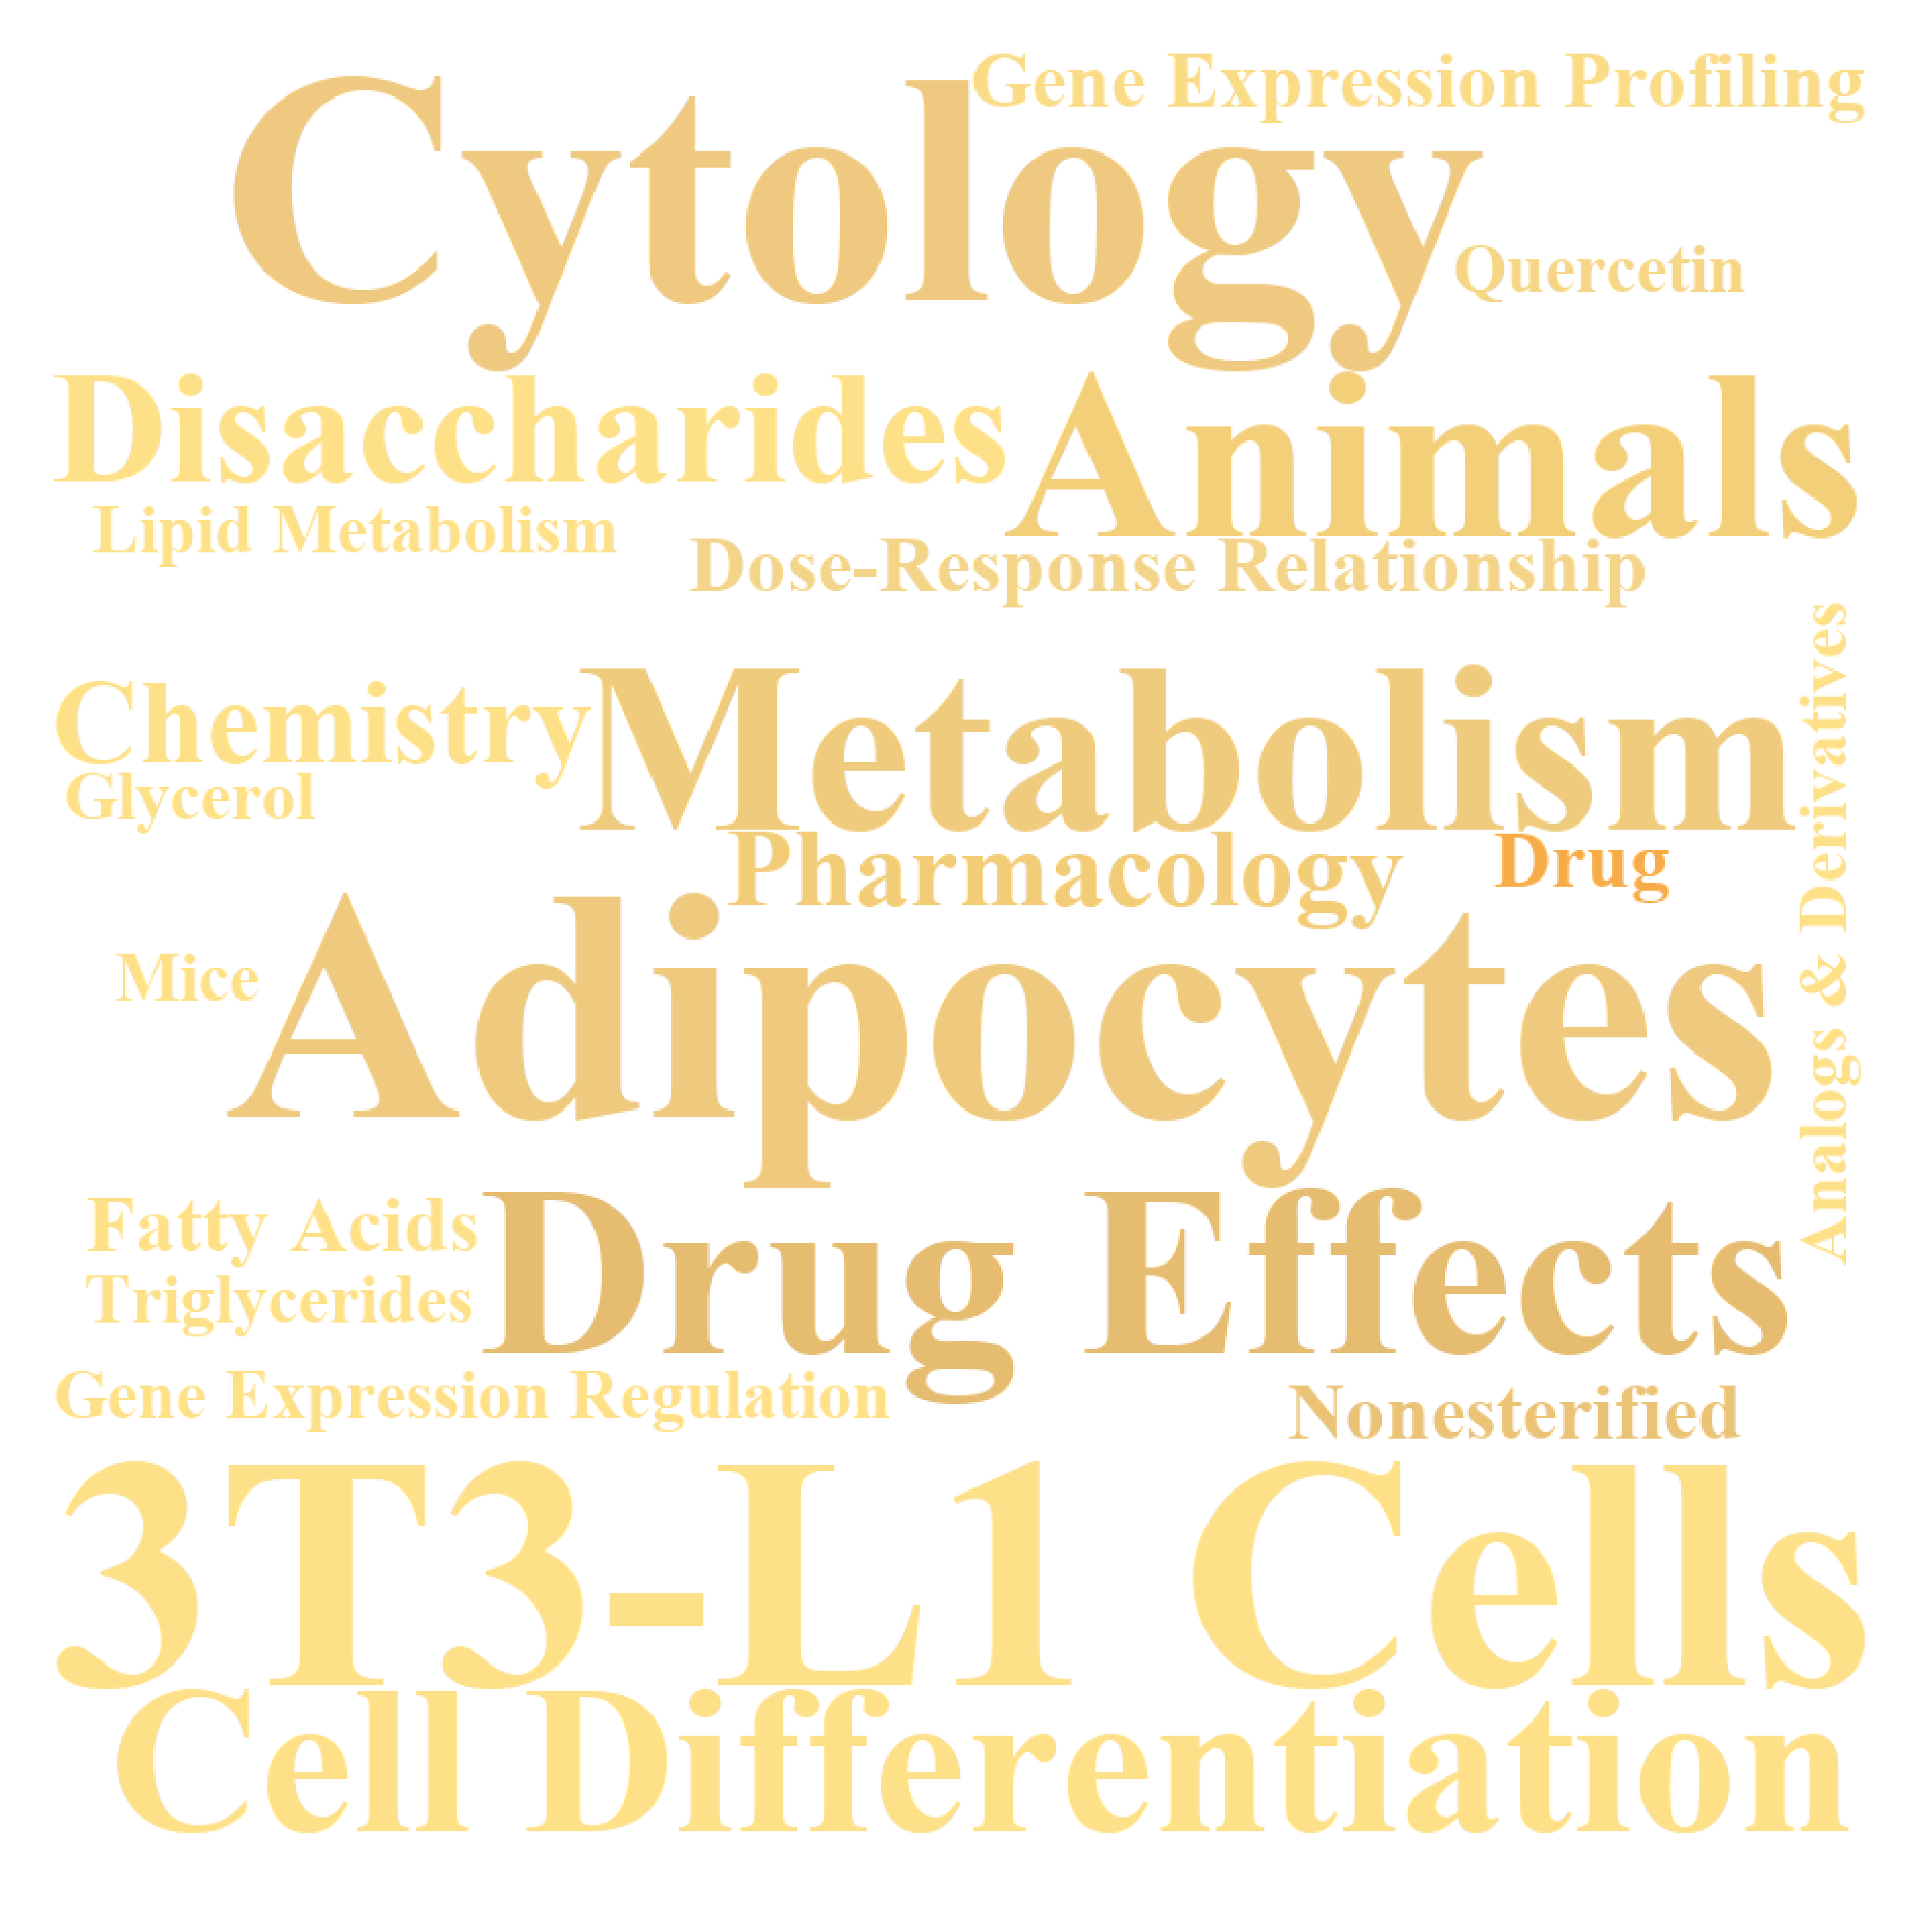 Gene Expression Profiling
Cytology
Quercetin
Disaccharides
Animals
Lipid Metabolism
Dose-Response Relationship
Analogs & Derivatives
Chemistry
Metabolism
Glycerol
Pharmacology
Drug
Mice
Adipocytes
Fatty Acids
Drug Effects
Triglycerides
Gene Expression Regulation
Nonesterified
3T3-L1 Cells
Cell Differentiation